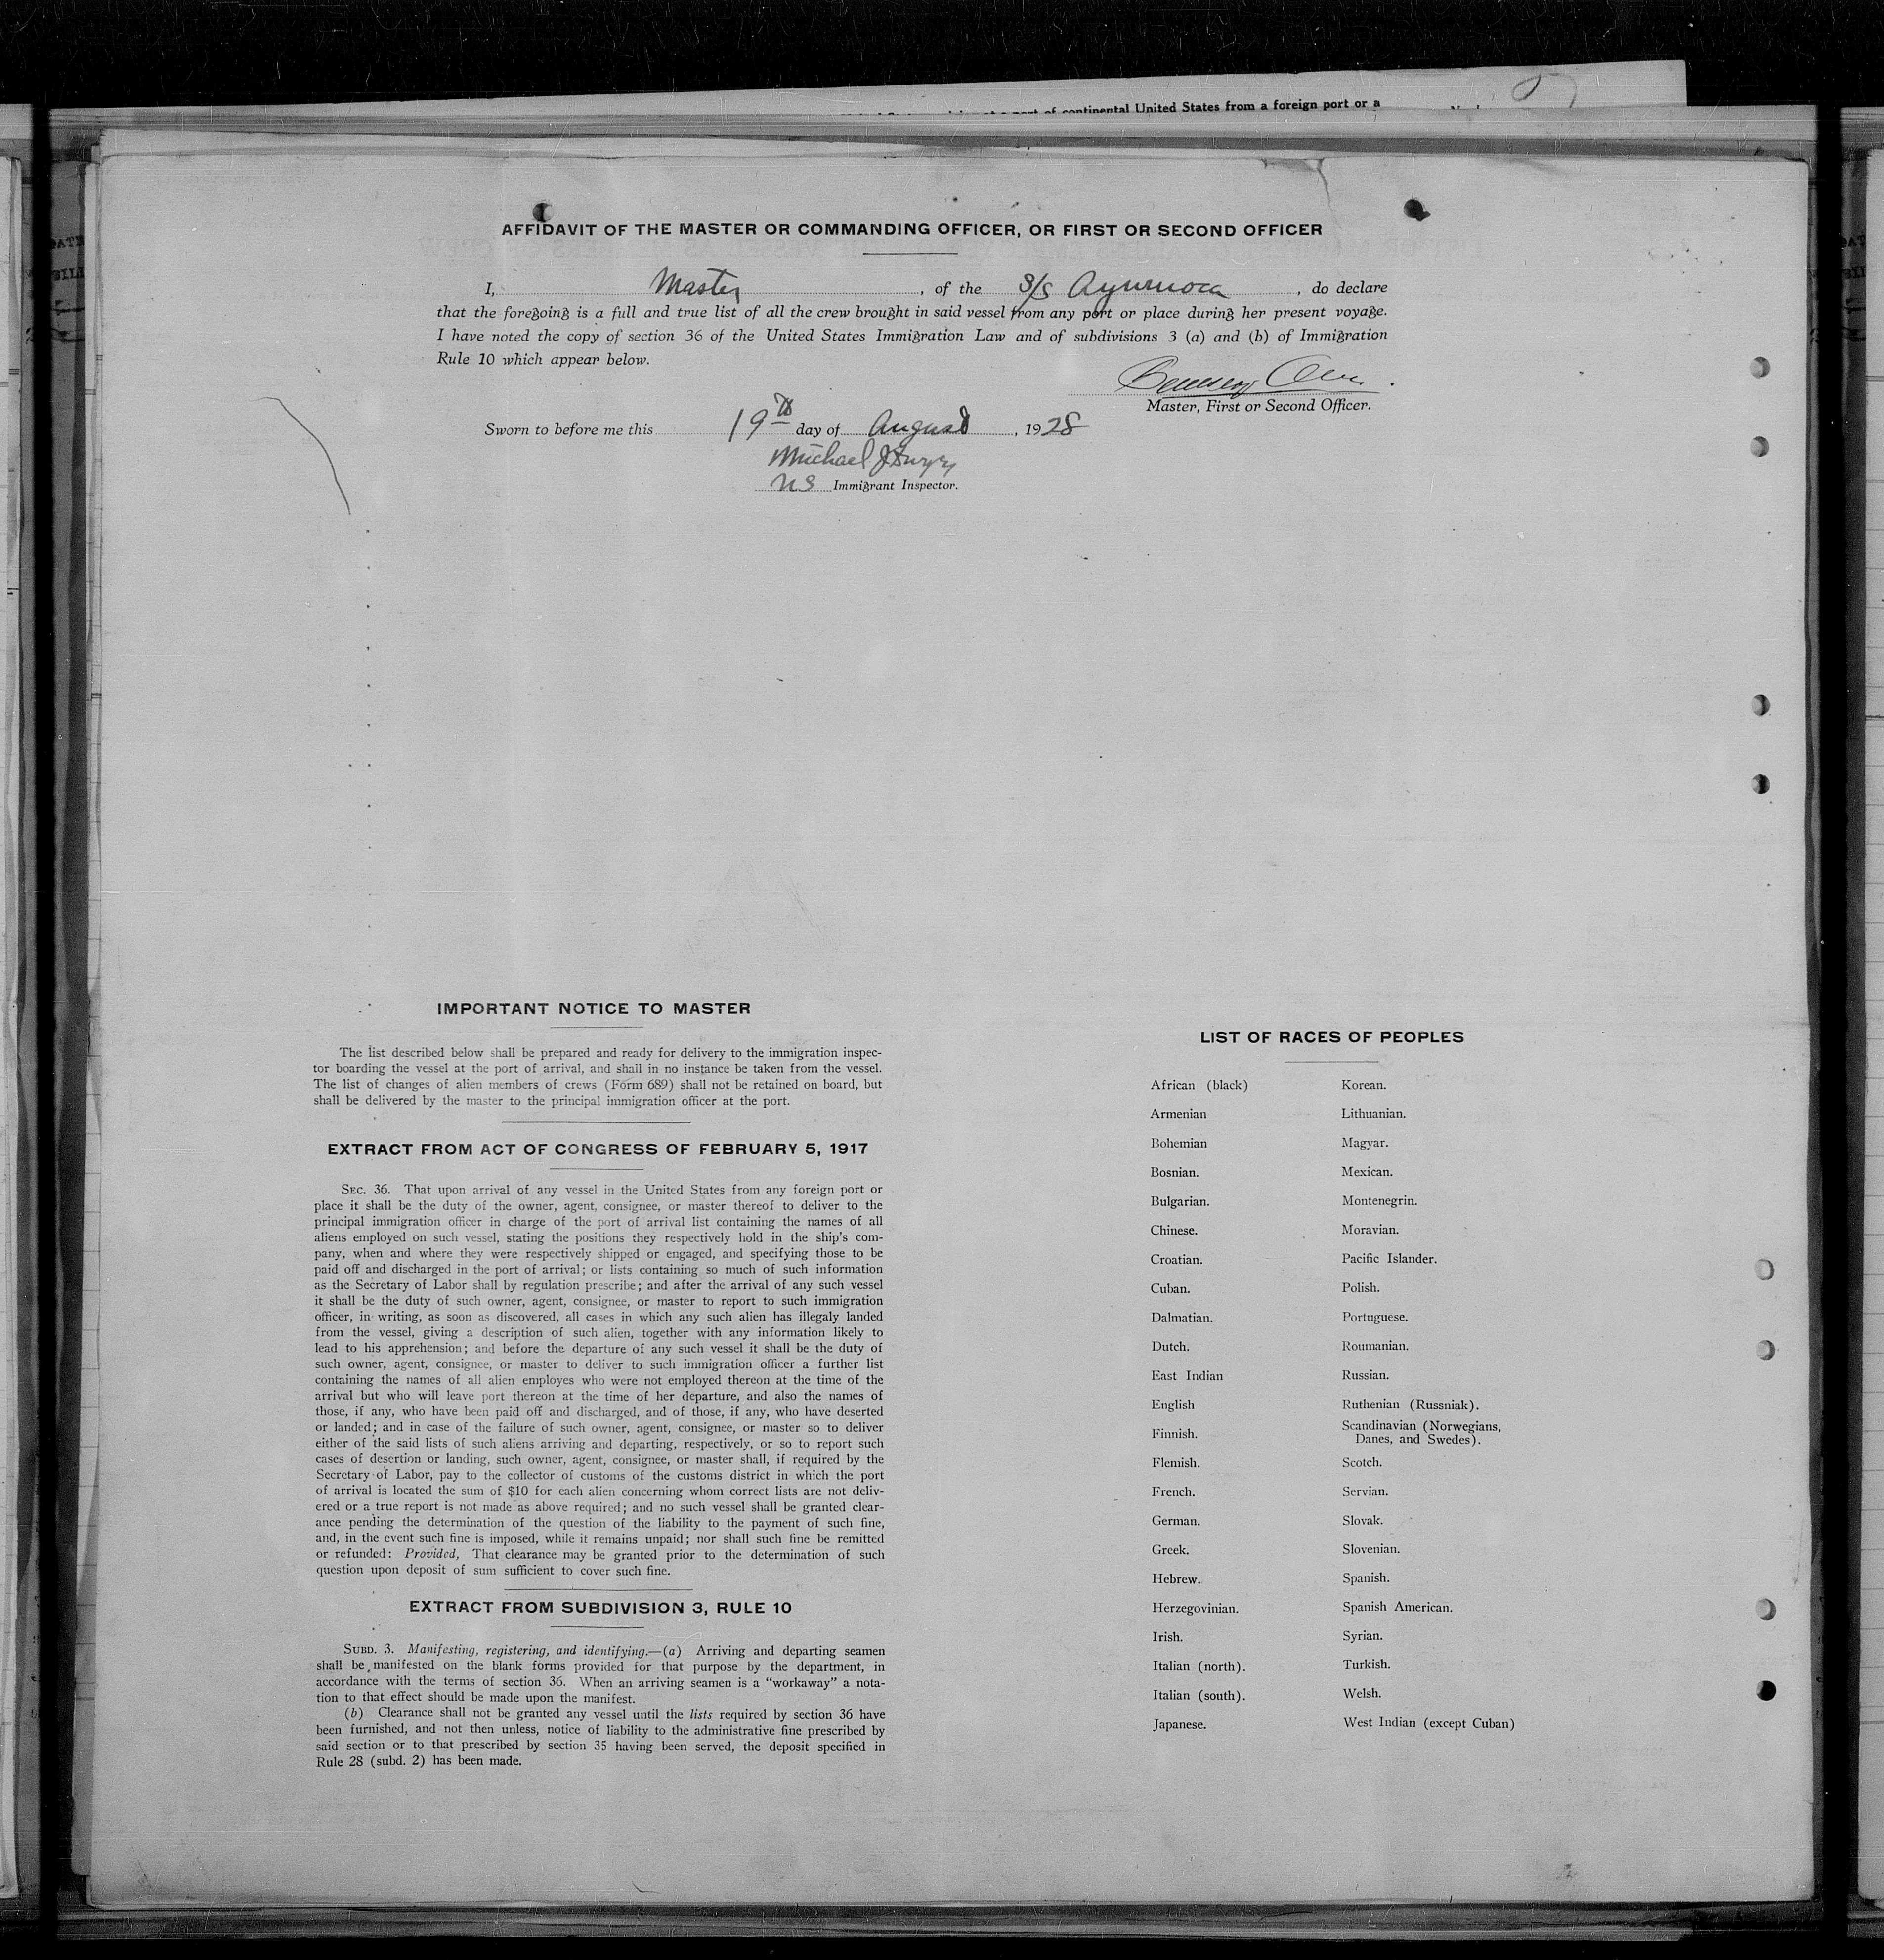 continental United States from a foreign port or a
AFFIDAVIT OF THE MASTER OR COMMANDING OFFICER, OR FIRST OR SECOND OFFICER
I, Master, of the S/S , do declare
that the foregoing is a full and true list of all the crew brought in said vessel from any port or place during her present voyage.
I have noted the copy of section 36 of the United States Immigration Law and of subdivisions 3 (a) and (b) of Immigration
Rule 10 which appear below.
Master, First or Second Officer.
Sworn to before me this 19th day of August, 1928
Michael J
US Immigrant Inspector.
IMPORTANT NOTICE TO MASTER
The list described below shall be prepared and ready for delivery to the immigration inspec-
tor boarding the vessel at the port of arrival, and shall in no instance be taken from the vessel.
The list of changes of alien members of crews (Form 689) shall not be retained on board, but
shall be delivered by the master to the principal immigration officer at the port.
EXTRACT FROM ACT OF CONGRESS OF FEBRUARY 5, 1917
SEC. 36. That upon arrival of any vessel in the United States from any foreign port or
place it shall be the duty of the owner, agent, consignee, or master thereof to deliver to the
principal immigration officer in charge of the port of arrival list containing the names of all
aliens employed on such vessel, stating the positions they respectively hold in the ship's com-
pany, when and where they were respectively shipped or engaged, and specifying those to be
paid off and discharged in the port of arrival; or lists containing so much of such information
as the Secretary of Labor shall by regulation prescribe; and after the arrival of any such vessel
it shall be the duty of such owner, agent, consignee, or master to report to such immigration
officer, in writing, as soon as discovered, all cases in which any such alien has illegaly landed
from the vessel, giving a description of such alien, together with any information likely to
lead to his apprehension; and before the departure of any such vessel it shall be the duty of
such owner, agent, consignee, or master to deliver to such immigration officer a further list
containing the names of all alien employes who were not employed thereon at the time of the
arrival but who will leave port thereon at the time of her departure, and also the names of
those, if any, who have been paid off and discharged, and of those, if any, who have deserted
or landed; and in case of the failure of such owner, agent, consignee, or master so to deliver
either of the said lists of such aliens arriving and departing, respectively, or so to report such
cases of desertion or landing, such owner, agent, consignee, or master shall, if required by the
Secretary of Labor, pay to the collector of customs of the customs district in which the port
of arrival is located the sum of $10 for each alien concerning whom correct lists are not deliv-
ered or a true report is not made as above required; and no such vessel shall be granted clear-
ance pending the determination of the question of the liability to the payment of such fine,
and, in the event such fine is imposed, while it remains unpaid; nor shall such fine be remitted
or refunded: Provided, That clearance may be granted prior to the determination of such
question upon deposit of sum sufficient to cover such fine.
EXTRACT FROM SUBDIVISION 3, RULE 10
SUBD. 3. Manifesting, registering, and identifying.—(a) Arriving and departing seamen
shall be manifested on the blank forms provided for that purpose by the department, in
accordance with the terms of section 36. When an arriving seamen is a "workaway" a nota-
tion to that effect should be made upon the manifest.
(b) Clearance shall not be granted any vessel until the lists required by section 36 have
been furnished, and not then unless, notice of liability to the administrative fine prescribed by
said section or to that prescribed by section 35 having been served, the deposit specified in
Rule 28 (subd. 2) has been made.
LIST OF RACES OF PEOPLES
African (black)
Armenian
Bohemian
Bosnian.
Bulgarian.
Chinese.
Croatian.
Cuban.
Dalmatian.
Dutch.
East Indian
English
Finnish.
Flemish.
French.
German.
Greek.
Hebrew.
Herzegovinian.
Irish.
Italian (north).
Italian (south).
Japanese.
Korean.
Lithuanian.
Magyar.
Mexican.
Montenegrin.
Moravian.
Pacific Islander.
Polish.
Portuguese.
Roumanian.
Russian.
Ruthenian (Russniak).
Scandinavian (Norwegians,
Danes, and Swedes).
Scotch.
Servian.
Slovak.
Slovenian.
Spanish.
Spanish American.
Syrian.
Turkish.
Welsh.
West Indian (except Cuban)